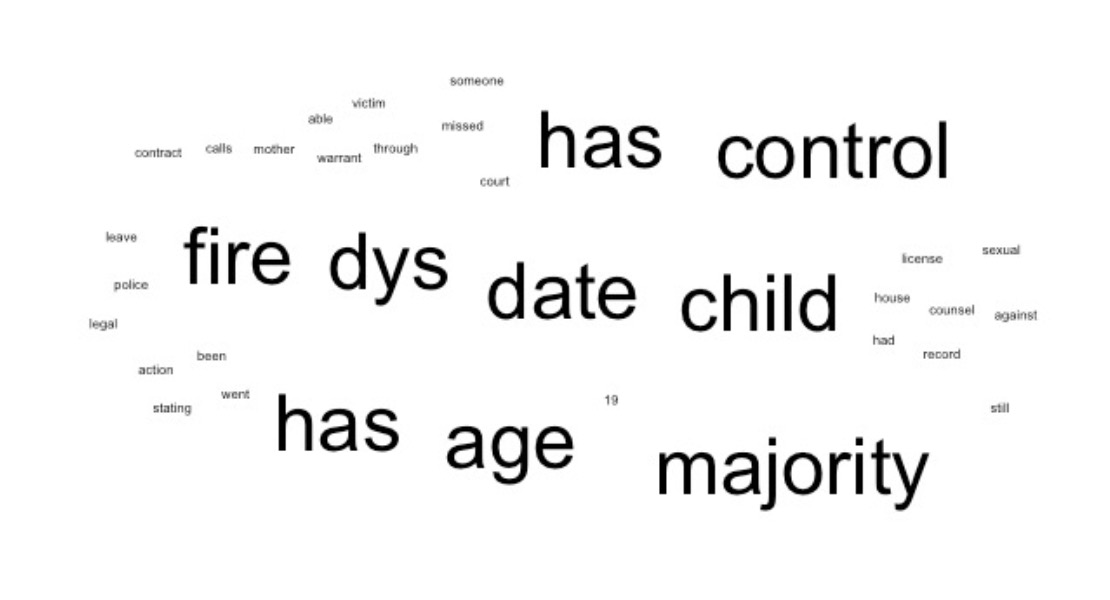 someone
victim
able
missed
contract calls mother warrant through
court
has control
leave
fire dys date child
license sexual
police
house counsel against
legal
had record
action been
stating went
19
still
has age majority